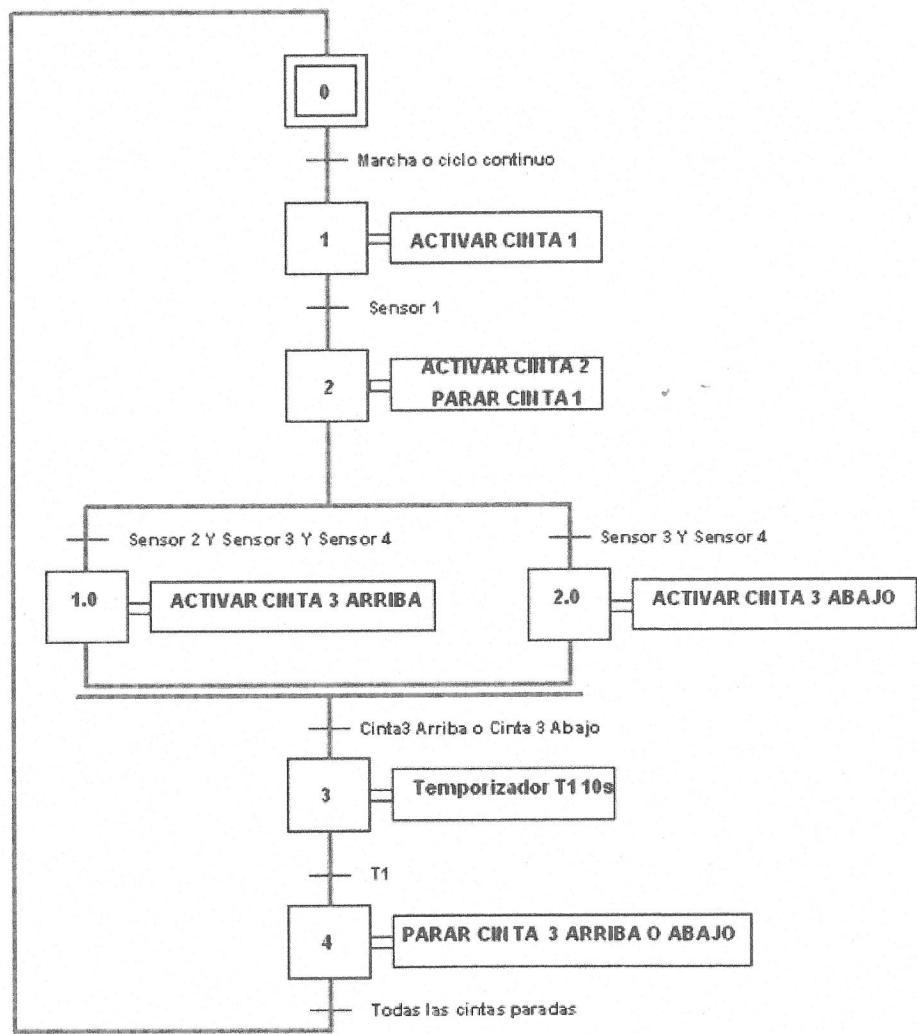 0
Marcha o ciclo continuo
1
ACTIVAR CINTA 1
Sensor 1
2
ACTIVAR CINTA 2
PARAR CINTA 1
Sensor 2 Y Sensor 3 Y Sensor 4
Sensor 3 Y Sensor 4
1.0
ACTIVAR CINTA 3 ARRIBA
2.0
ACTIVAR CINTA 3 ABAJO
Cinta3 Arriba o Cinta 3 Abajo
3
Temporizador T1 10s
T1
4
PARAR CINTA 3 ARRIBA O ABAJO
Todas las cintas paradas